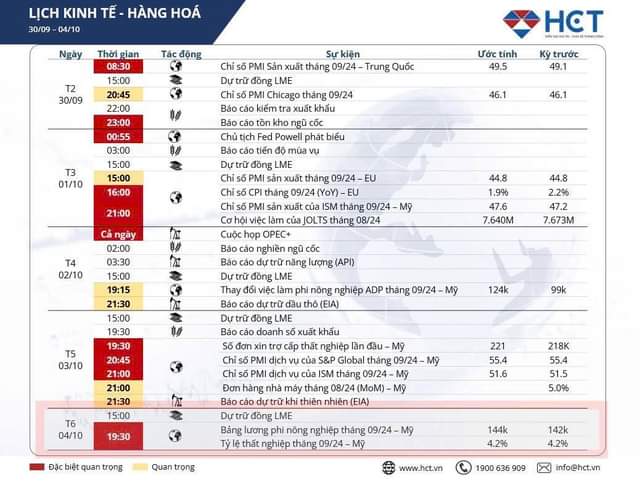 LỊCH KINH TẾ - HÀNG HOÁ
30/09 – 04/10
HCT
Ngày Thời gian Tác động Sự kiện Ước tính Kỳ trước
T2 30/09
08:30 Chỉ số PMI Sản xuất tháng 09/24 – Trung Quốc 49.5 49.1
15:00 Dự trữ đồng LME
20:45 Chỉ số PMI Chicago tháng 09/24 46.1 46.1
22:00 Báo cáo kiểm tra xuất khẩu
23:00 Báo cáo tồn kho ngũ cốc
T3 01/10
00:55 Chủ tịch Fed Powell phát biểu
03:00 Báo cáo tiến độ mùa vụ
15:00 Dự trữ đồng LME
15:00 Chỉ số PMI sản xuất tháng 09/24 – EU 44.8 44.8
16:00 Chỉ số CPI tháng 09/24 (YoY) – EU 1.9% 2.2%
21:00 Chỉ số PMI sản xuất của ISM tháng 09/24 – Mỹ 47.6 47.2
Cơ hội việc làm của JOLTS tháng 08/24 7.640M 7.673M
T4 02/10
Cả ngày Cuộc họp OPEC+
02:00 Báo cáo nghiền ngũ cốc
03:30 Báo cáo dự trữ năng lượng (API)
15:00 Dự trữ đồng LME
19:15 Thay đổi việc làm phi nông nghiệp ADP tháng 09/24 – Mỹ 124k 99k
21:30 Báo cáo dự trữ dầu thô (EIA)
T5 03/10
15:00 Dự trữ đồng LME
19:30 Báo cáo doanh số xuất khẩu
19:30 Số đơn xin trợ cấp thất nghiệp lần đầu – Mỹ 221 218K
20:45 Chỉ số PMI dịch vụ của S&P Global tháng 09/24 – Mỹ 55.4 55.4
21:00 Chỉ số PMI dịch vụ của ISM tháng 09/24 – Mỹ 51.6 51.5
21:00 Đơn hàng nhà máy tháng 08/24 (MoM) – Mỹ 5.0%
21:30 Báo cáo dự trữ khí thiên nhiên (EIA)
T6 04/10
15:00 Dự trữ đồng LME
19:30 Bảng lương phi nông nghiệp tháng 09/24 – Mỹ 144k 142k
Tỷ lệ thất nghiệp tháng 09/24 – Mỹ 4.2% 4.2%
Đặc biệt quan trọng Quan trọng www.hct.vn 1900 636 909 info@hct.vn